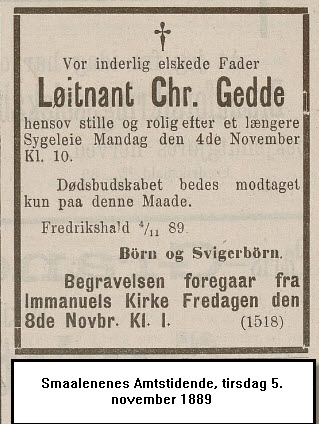 Vor inderlig elskede Fader
Løitnant Chr. Gedde
hensov stille og rolig efter et længere
Sygeleie Mandag den 4de November
Kl. 10.
Dødsbudskabet bedes modtaget
kun paa denne Maade.
Fredrikshald 4/11 89.
Börn og Svigerbörn.
Begravelsen foregaar fra
Immanuels Kirke Fredagen den
8de Novbr. Kl. 1. (1518)
Smaalenenes Amtstidende, tirsdag 5.
november 1889